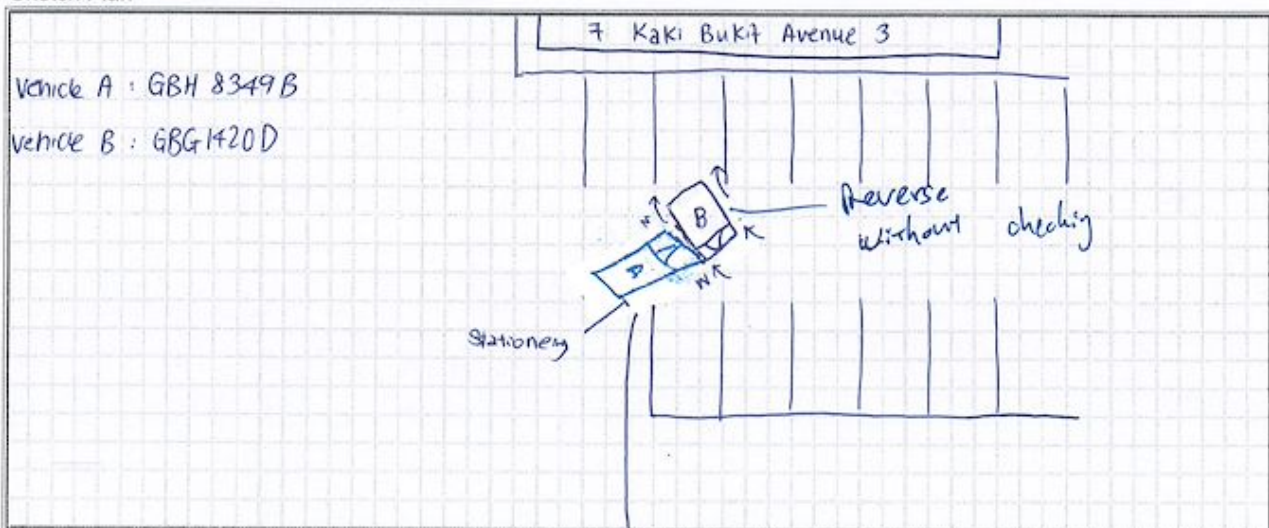 7 Kaki Bukit Avenue 3
Vehicle A : GBH 8349B
Vehicle B : GBG1420D
B
Reverse
without checking
A
Stationery